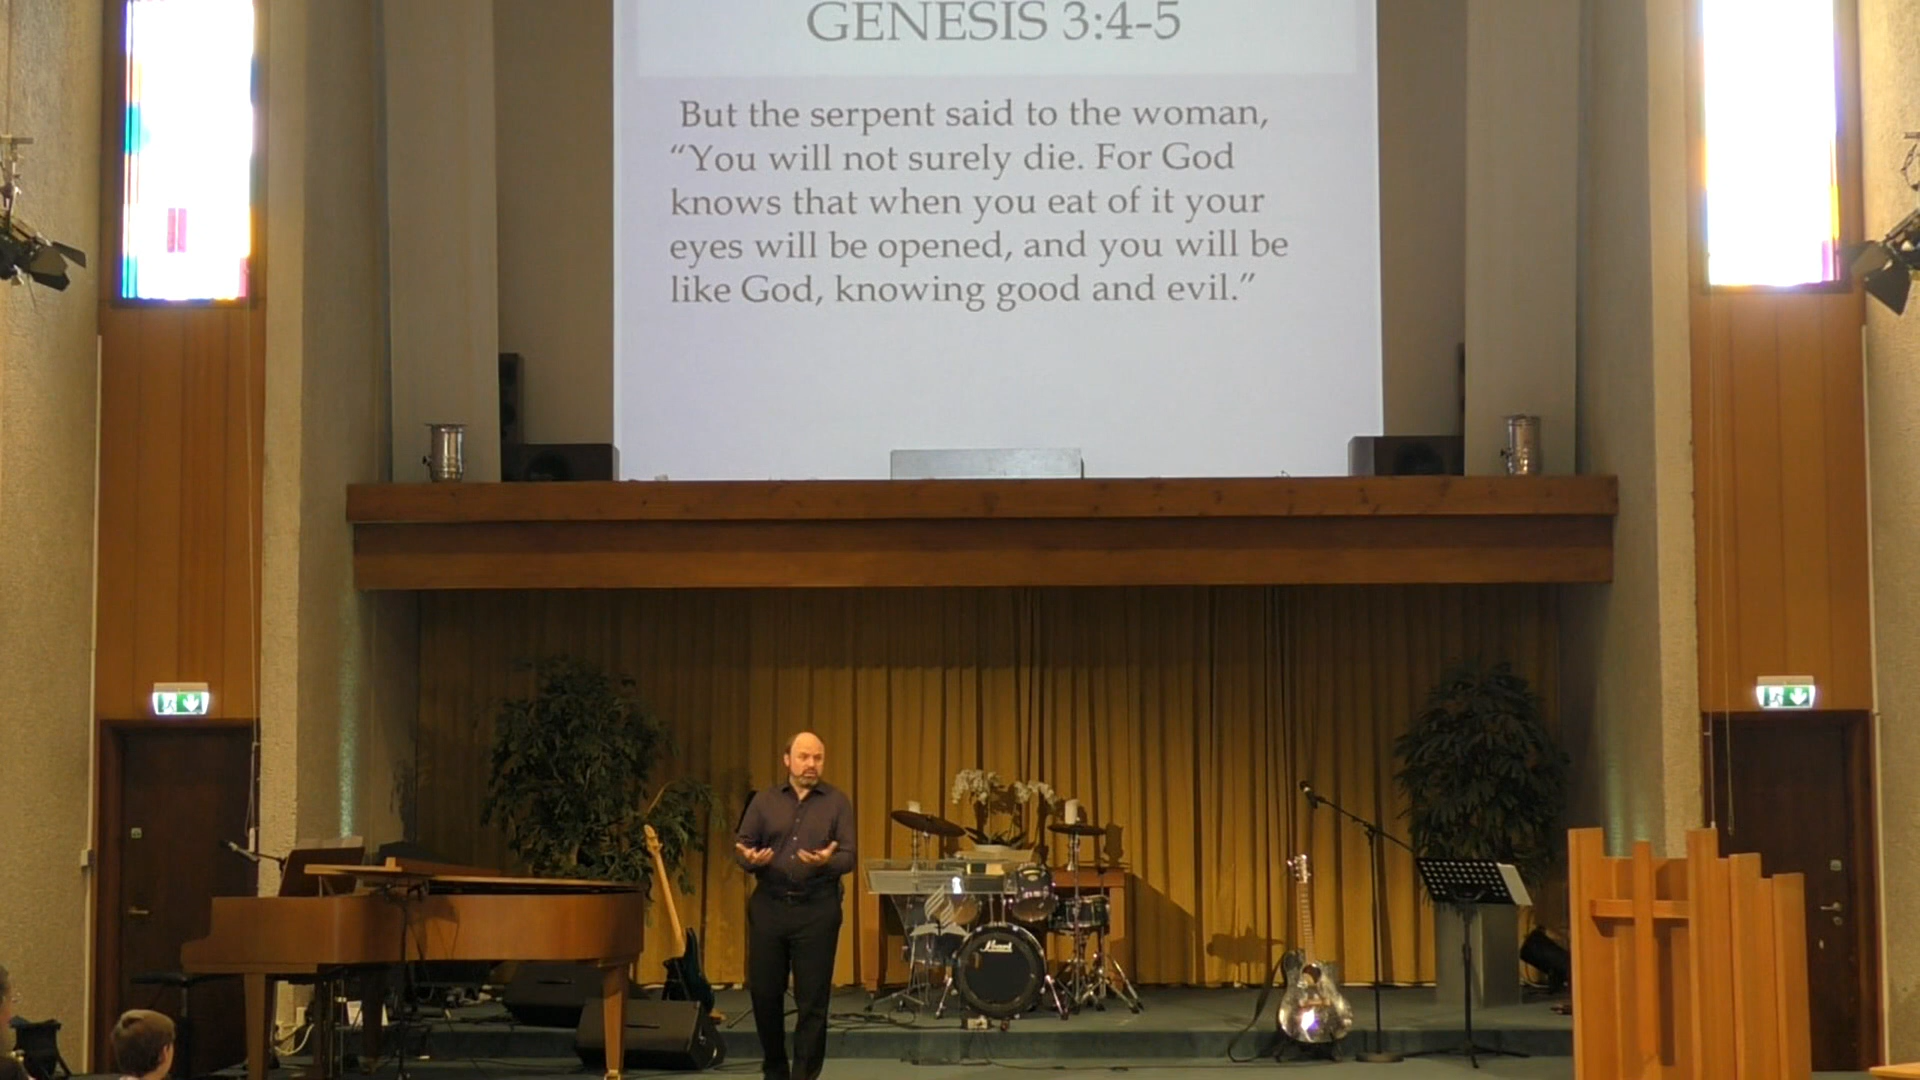 GENESIS 3:4-5
But the serpent said to the woman,
“You will not surely die. For God
knows that when you eat of it your
eyes will be opened, and you will be
like God, knowing good and evil.”